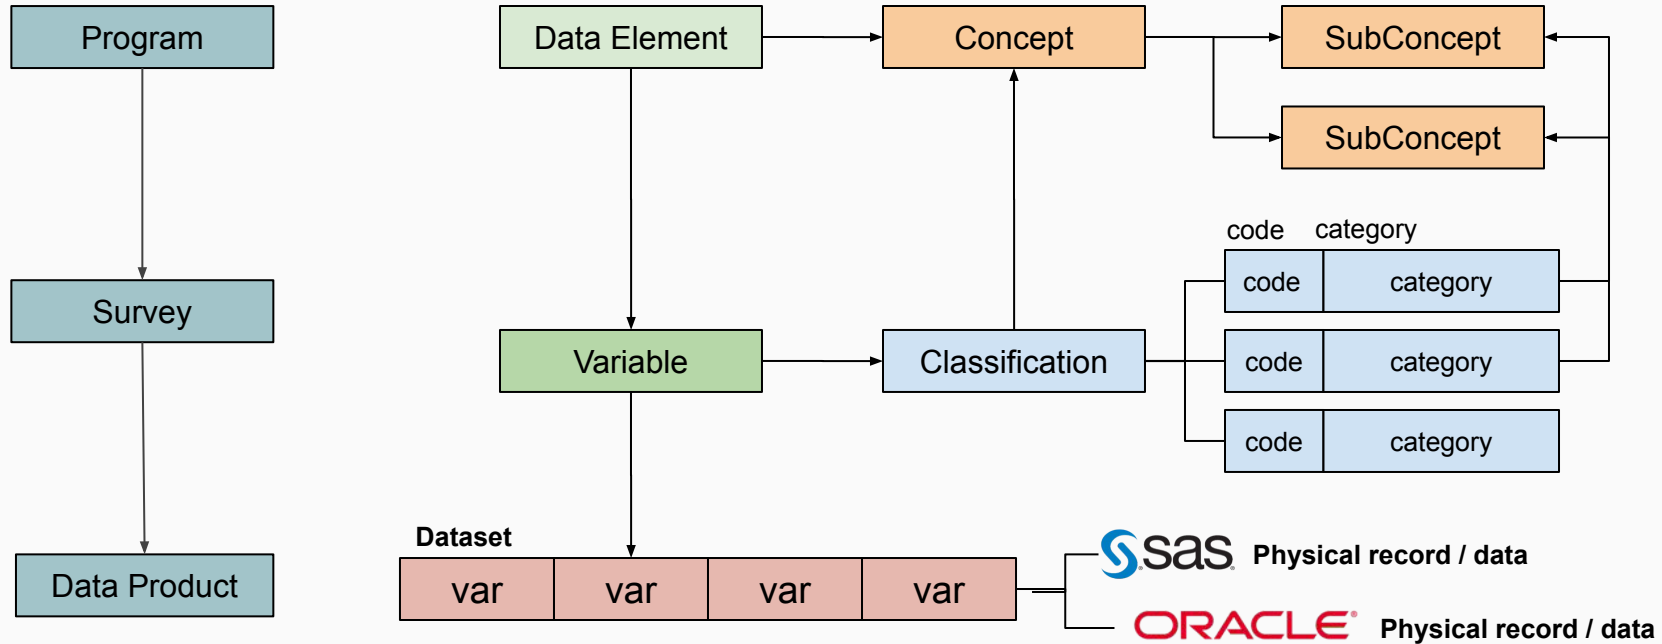 Program
Data Element
Concept
SubConcept
SubConcept
code category
code category
Survey
Variable
Classification
code category
code category
Dataset
var var var var
Data Product
sas Physical record / data
ORACLE Physical record / data